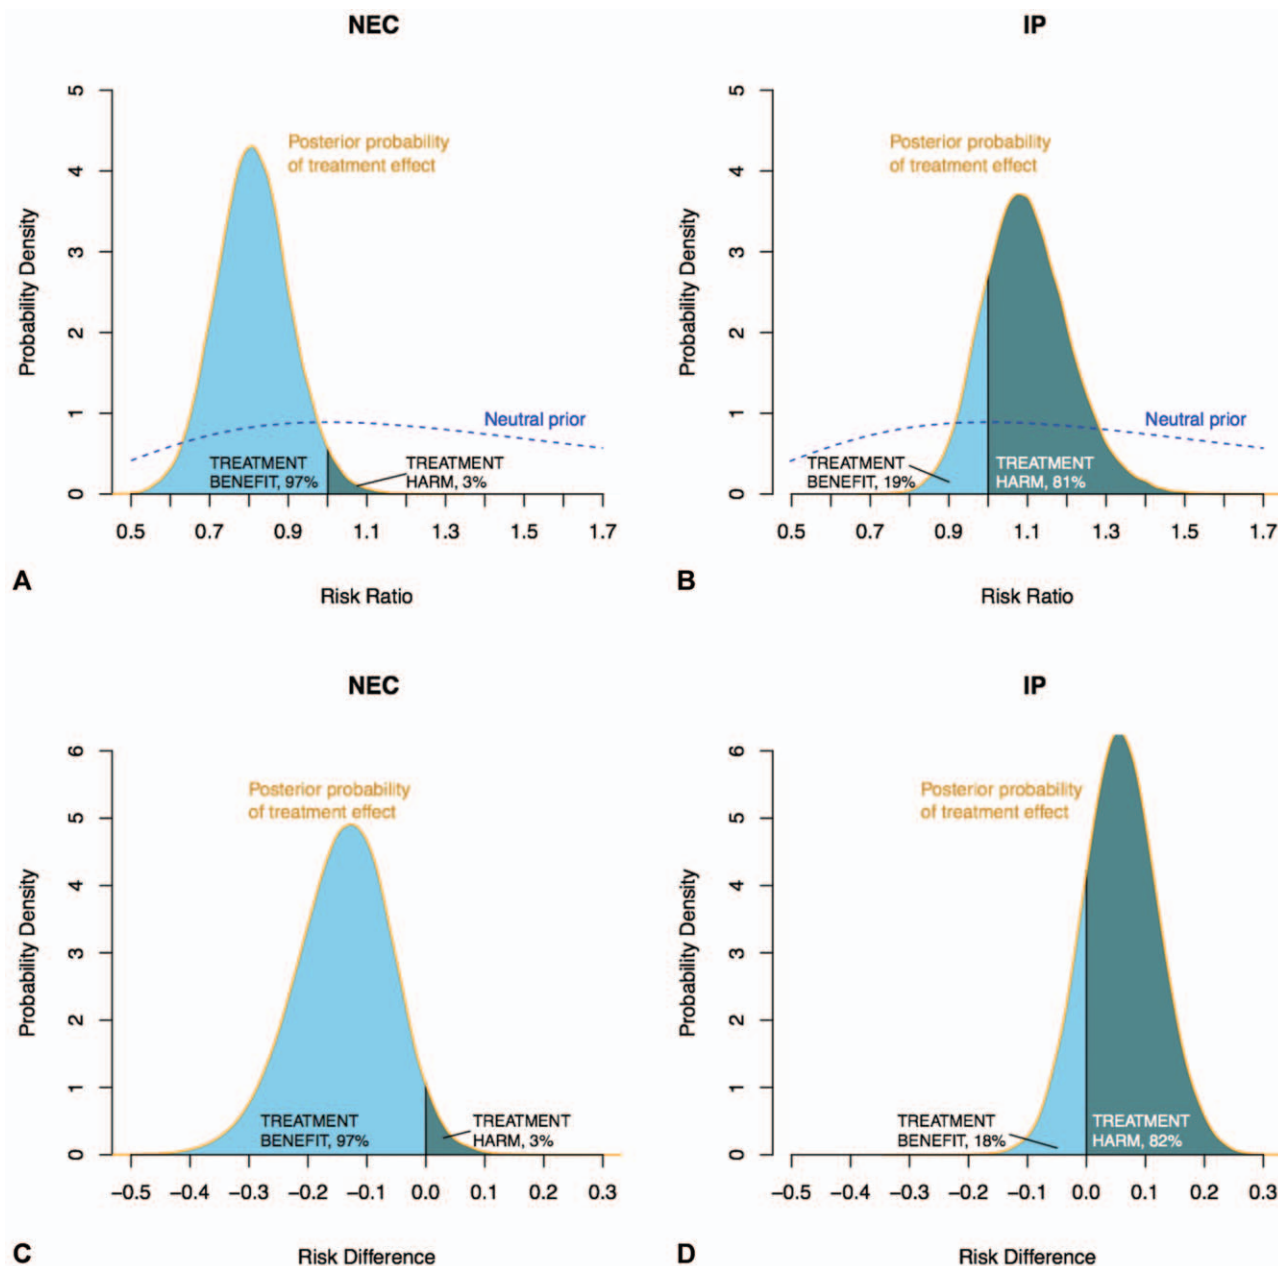 NEC
5
4
3
2
1
0
Probability Density
Posterior probability
of treatment effect
Neutral prior
TREATMENT
BENEFIT, 97%
TREATMENT
HARM, 3%
0.5
0.7
0.9
1.1
1.3
1.5
1.7
A
Risk Ratio
IP
5
4
3
2
1
0
Probability Density
Posterior probability
of treatment effect
Neutral prior
TREATMENT
BENEFIT, 19%
TREATMENT
HARM, 81%
0.5
0.7
0.9
1.1
1.3
1.5
1.7
B
Risk Ratio
NEC
6
5
4
3
2
1
0
Probability Density
Posterior probability
of treatment effect
TREATMENT
BENEFIT, 97%
TREATMENT
HARM, 3%
−0.5
−0.4
−0.3
−0.2
−0.1
0.0
0.1
0.2
0.3
C
Risk Difference
IP
6
5
4
3
2
1
0
Probability Density
Posterior probability
of treatment effect
TREATMENT
BENEFIT, 18%
TREATMENT
HARM, 82%
−0.5
−0.4
−0.3
−0.2
−0.1
0.0
0.1
0.2
0.3
D
Risk Difference